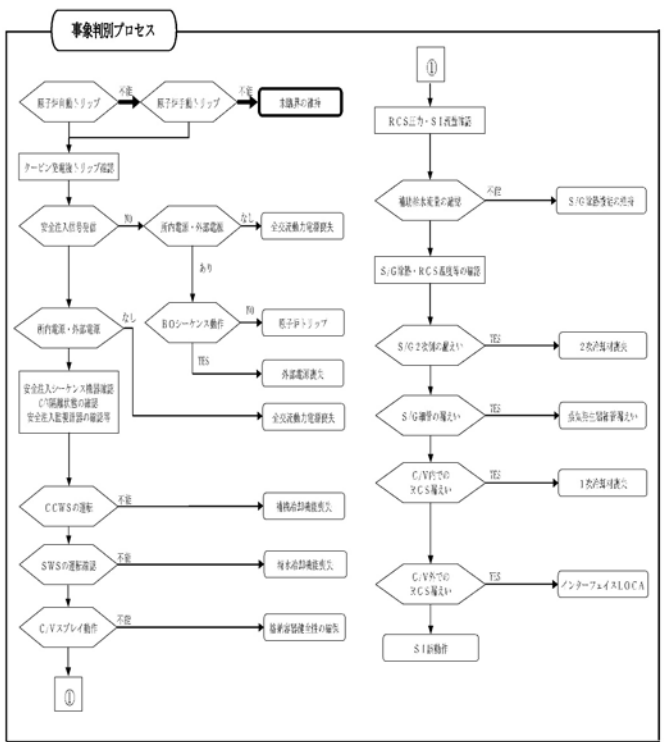 事象判別プロセス
原子炉自動トリップ
不能
原子炉手動トリップ
不能
未臨界の維持
タービン発電機トリップ確認
安全注入信号発信
NO
所内電源・外部電源
なし
全交流動力電源喪失
あり
所内電源・外部電源
なし
BOシーケンス動作
NO
原子炉トリップ
YES
外部電源喪失
安全注入シーケンス機器確認
C/V隔離状態の確認
安全注入監視計器の確認等
全交流動力電源喪失
CCWSの運転
不能
補機冷却機能喪失
SWSの運転確認
不能
海水冷却機能喪失
C/Vスプレイ動作
不能
格納容器健全性の確保
①
①
RCS圧力・SI流量確認
補助給水流量の確認
不能
S/G除熱機能の維持
S/G除熱・RCS温度等の確認
S/G2次側の漏えい
YES
2次冷却材喪失
S/G細管の漏えい
YES
蒸気発生器細管漏えい
C/V内での
RCS漏えい
YES
1次冷却材喪失
C/V外での
RCS漏えい
YES
インターフェイスLOCA
SI誤動作